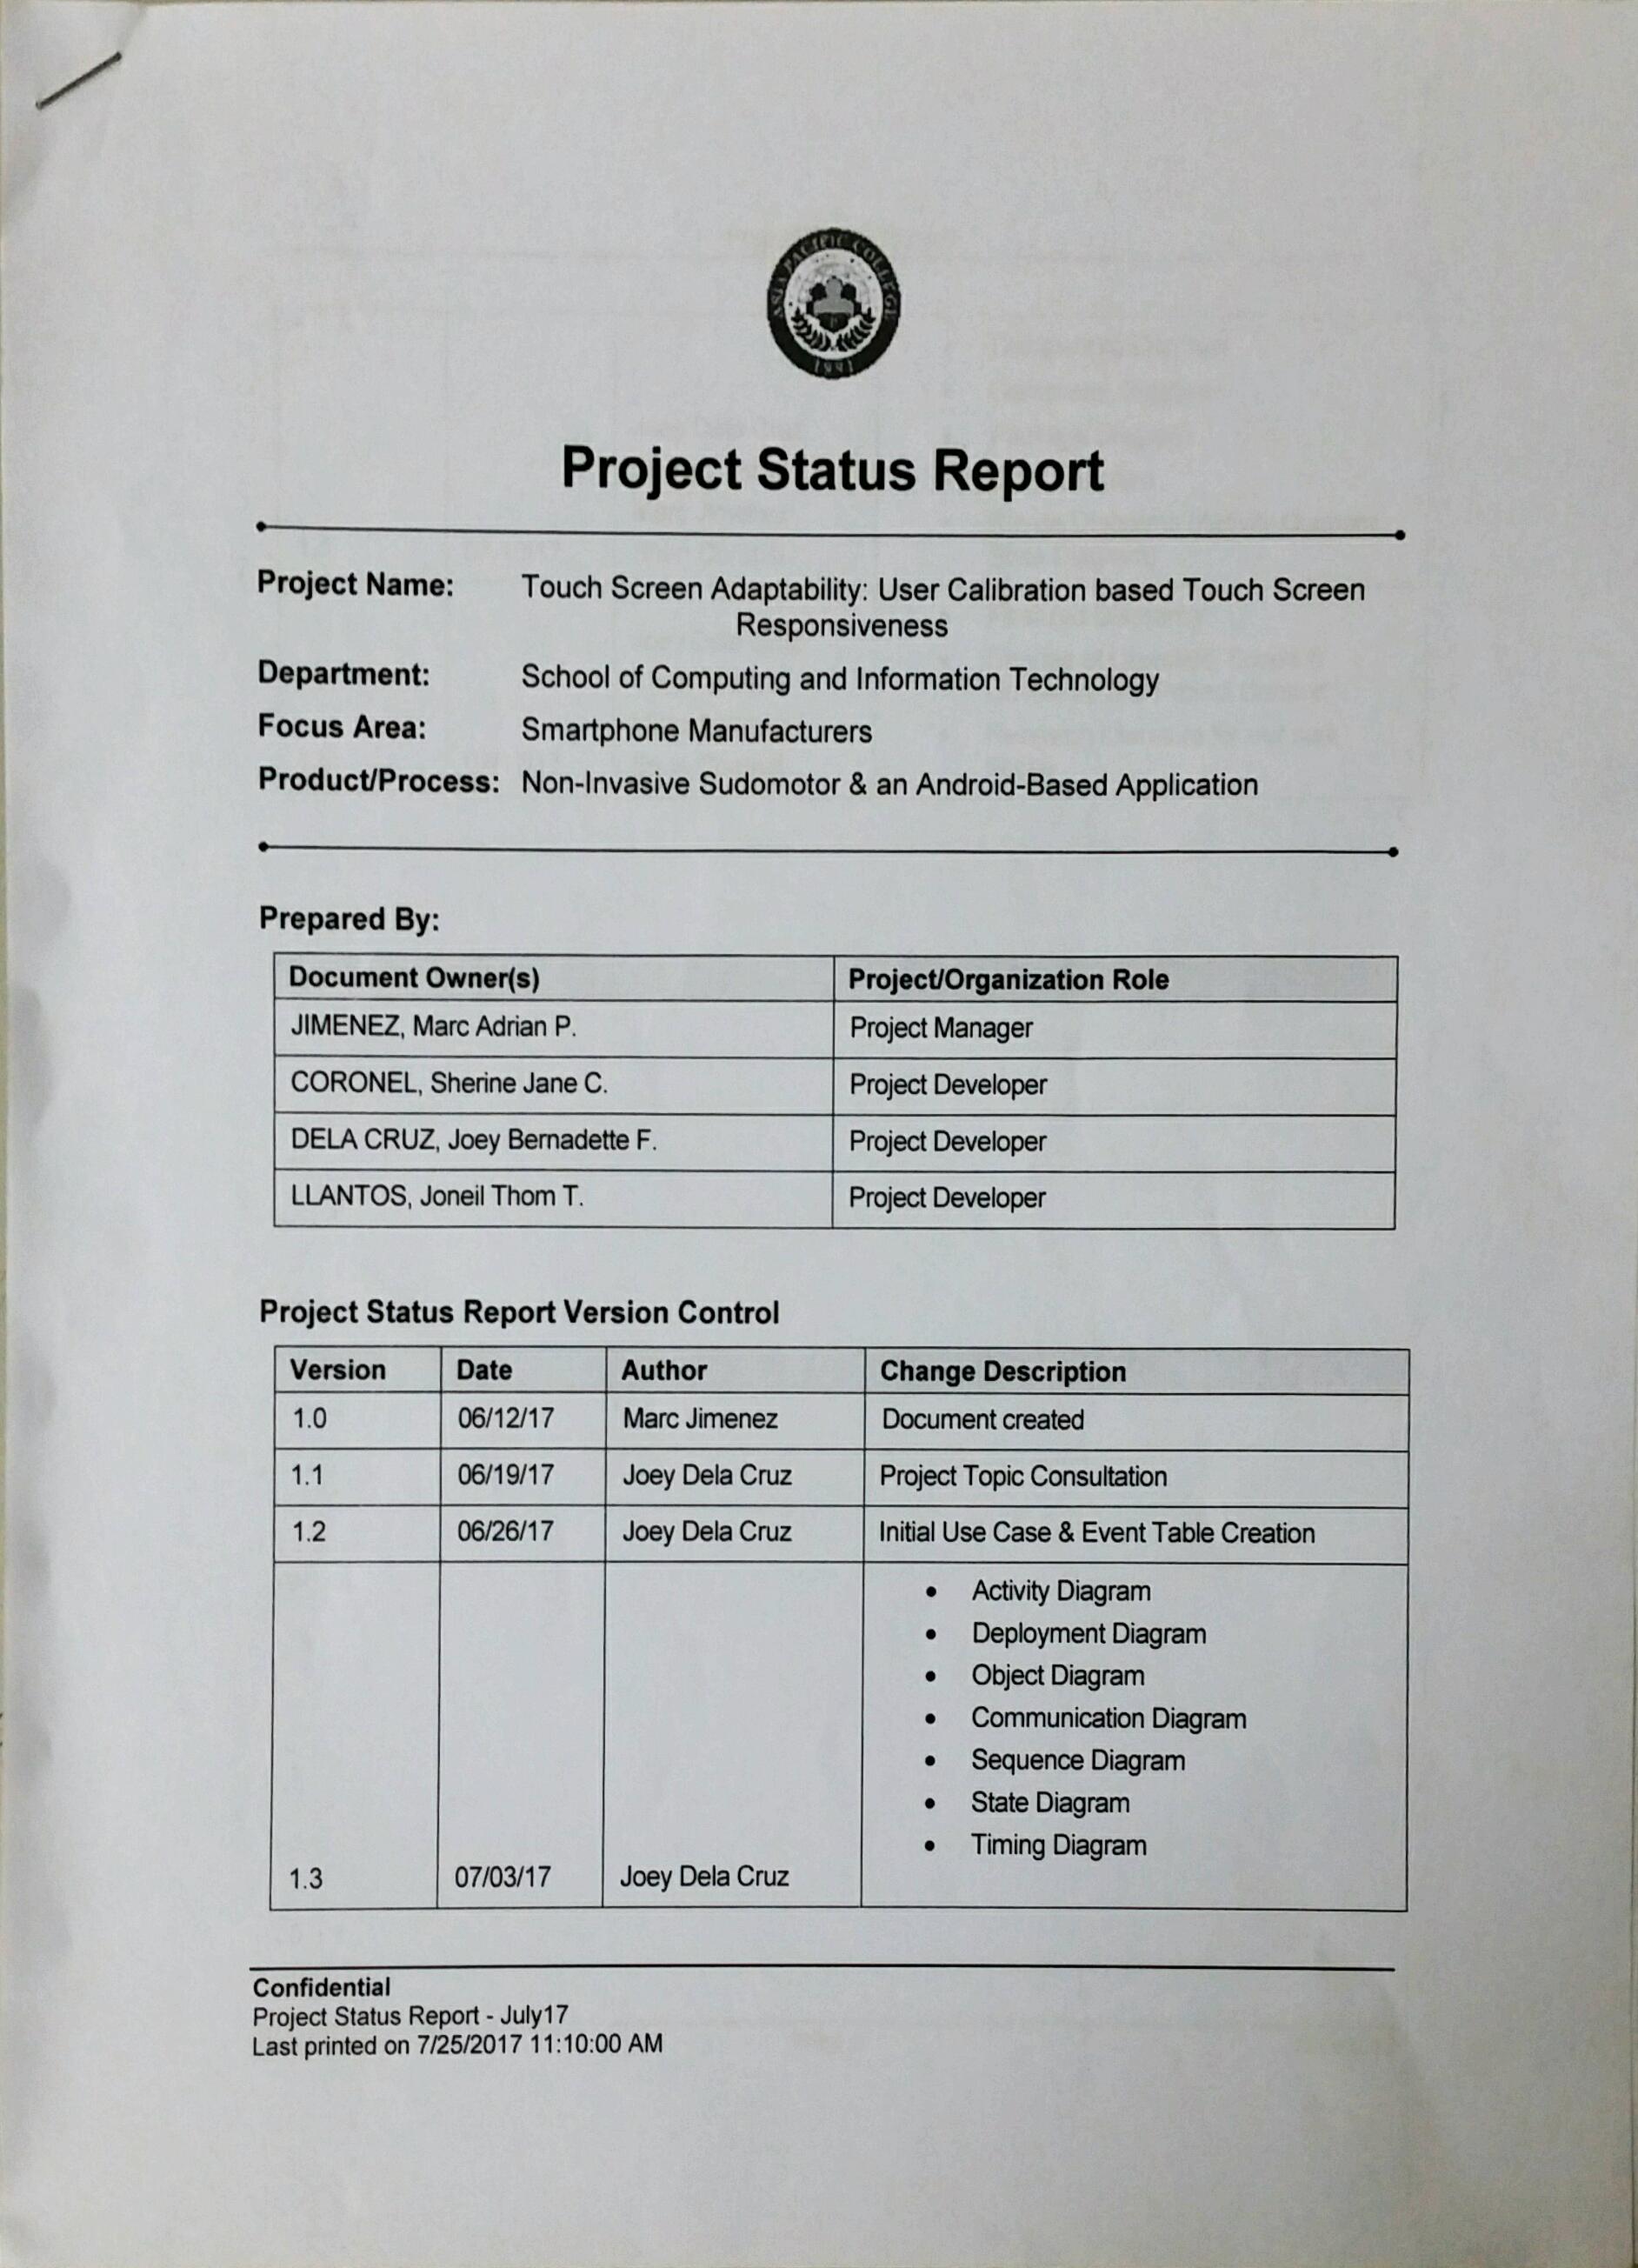 ASIA PACIFIC COLLEGE
1991
Project Status Report
Project Name: Touch Screen Adaptability: User Calibration based Touch Screen
Responsiveness
Department: School of Computing and Information Technology
Focus Area: Smartphone Manufacturers
Product/Process: Non-Invasive Sudomotor & an Android-Based Application
Prepared By:
Document Owner(s) Project/Organization Role
JIMENEZ, Marc Adrian P. Project Manager
CORONEL, Sherine Jane C. Project Developer
DELA CRUZ, Joey Bernadette F. Project Developer
LLANTOS, Joneil Thom T. Project Developer
Project Status Report Version Control
Version Date Author Change Description
1.0 06/12/17 Marc Jimenez Document created
1.1 06/19/17 Joey Dela Cruz Project Topic Consultation
1.2 06/26/17 Joey Dela Cruz Initial Use Case & Event Table Creation
• Activity Diagram
• Deployment Diagram
• Object Diagram
• Communication Diagram
• Sequence Diagram
• State Diagram
• Timing Diagram
1.3 07/03/17 Joey Dela Cruz
Confidential
Project Status Report - July17
Last printed on 7/25/2017 11:10:00 AM